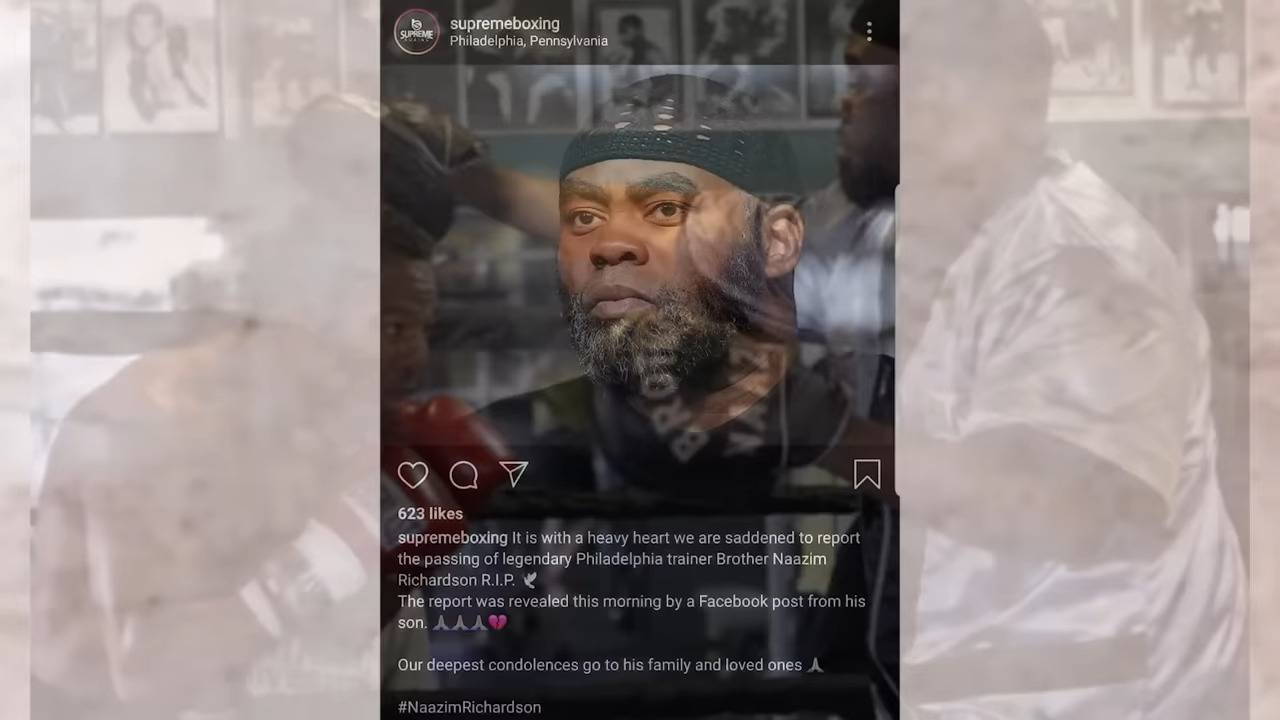 SUPREME
supremeboxing
Philadelphia, Pennsylvania
623 likes
supremeboxing It is with a heavy heart we are saddened to report
the passing of legendary Philadelphia trainer Brother Naazim
Richardson R.I.P. 🕊
The report was revealed this morning by a Facebook post from his
son. 🙏🙏🙏💔
Our deepest condolences go to his family and loved ones 🙏
#NaazimRichardson